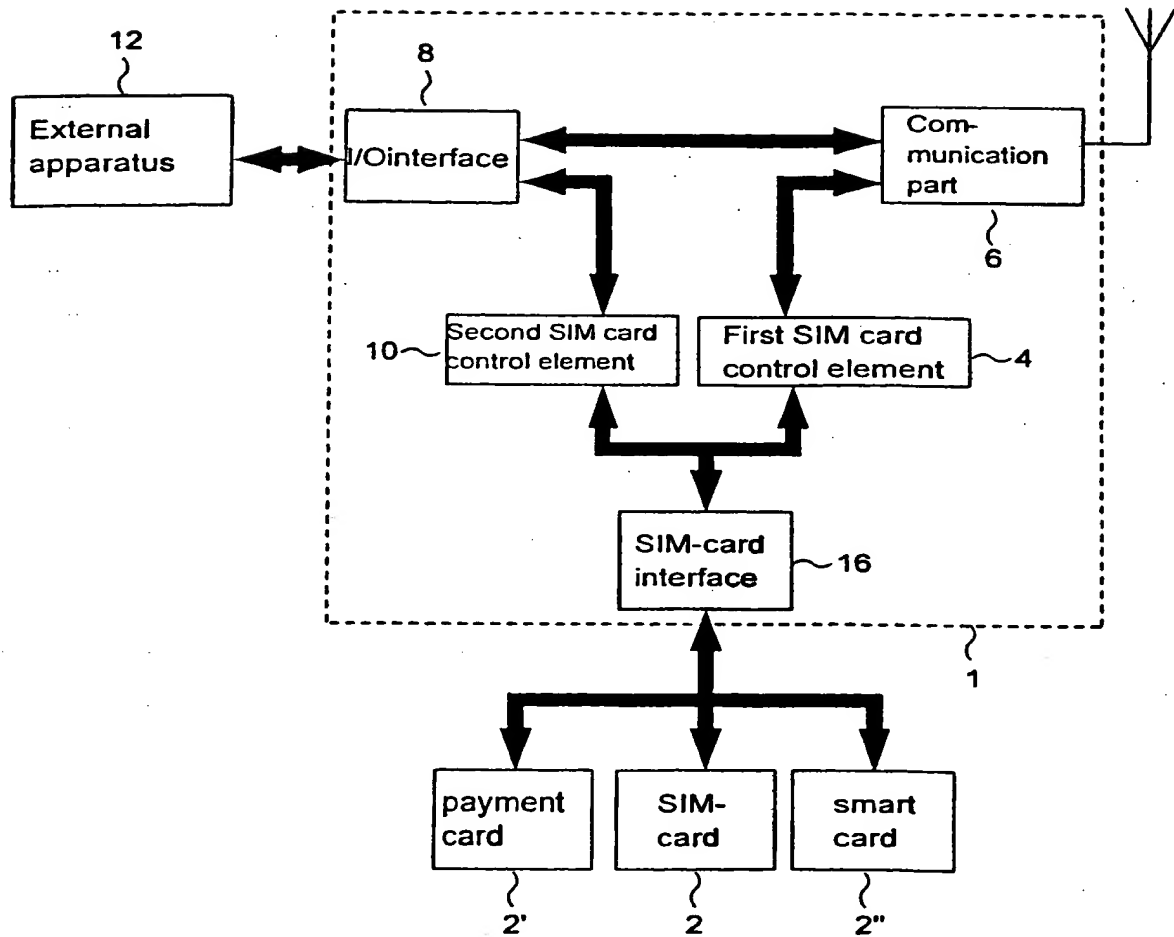 12
External
apparatus
8
I/Ointerface
Com-
munication
part
6
10
Second SIM card
control element
First SIM card
control element
4
SIM-card
interface
16
1
payment
card
SIM-
card
smart
card
2'
2
2"